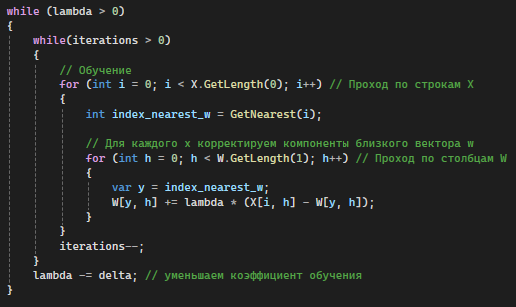 while (lambda > 0)
{
while(iterations > 0)
{
// Обучение
for (int i = 0; i < X.GetLength(0); i++) // Проход по строкам X
{
int index_nearest_w = GetNearest(i);
// Для каждого x корректируем компоненты близкого вектора w
for (int h = 0; h < W.GetLength(1); h++) // Проход по столбцам W
{
var y = index_nearest_w;
W[y, h] += lambda * (X[i, h] - W[y, h]);
}
}
iterations--;
}
lambda -= delta; // уменьшаем коэффициент обучения
}